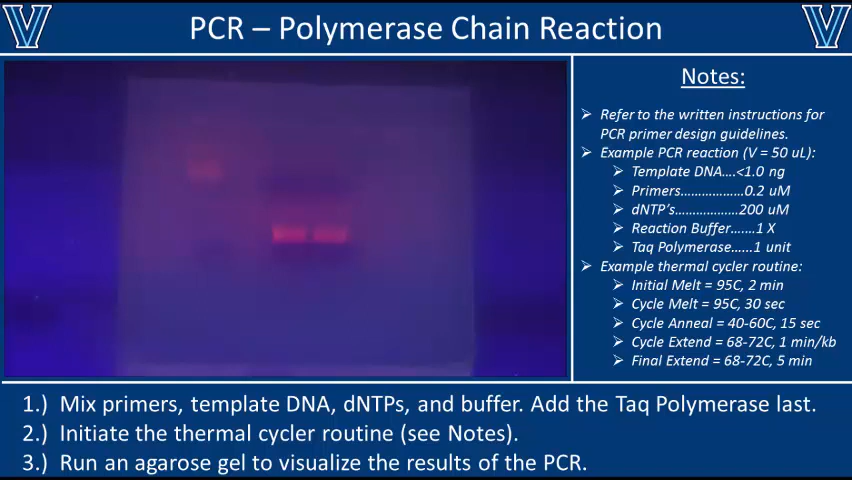 PCR – Polymerase Chain Reaction
Notes:
➢ Refer to the written instructions for
PCR primer design guidelines.
➢ Example PCR reaction (V = 50 uL):
➢ Template DNA....<1.0 ng
➢ Primers..................0.2 uM
➢ dNTP's..................200 uM
➢ Reaction Buffer.......1 X
➢ Taq Polymerase......1 unit
➢ Example thermal cycler routine:
➢ Initial Melt = 95C, 2 min
➢ Cycle Melt = 95C, 30 sec
➢ Cycle Anneal = 40-60C, 15 sec
➢ Cycle Extend = 68-72C, 1 min/kb
➢ Final Extend = 68-72C, 5 min
1.) Mix primers, template DNA, dNTPs, and buffer. Add the Taq Polymerase last.
2.) Initiate the thermal cycler routine (see Notes).
3.) Run an agarose gel to visualize the results of the PCR.